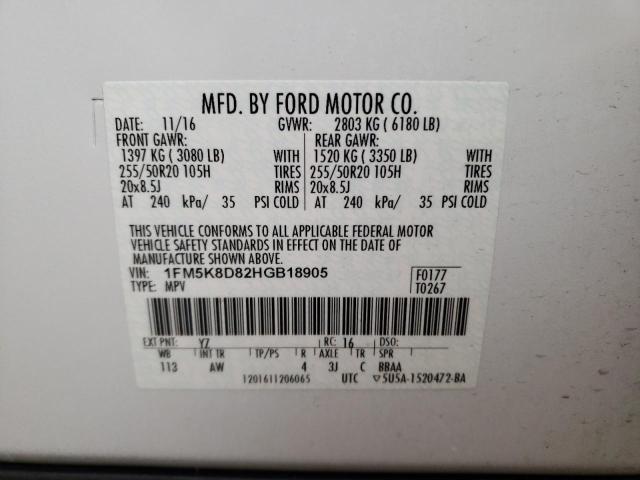 MFD. BY FORD MOTOR CO.
DATE: 11/16 GVWR: 2803 KG ( 6180 LB)
FRONT GAWR: REAR GAWR:
1397 KG ( 3080 LB) WITH 1520 KG ( 3350 LB) WITH
255/50R20 105H TIRES 255/50R20 105H TIRES
20x8.5J RIMS 20x8.5J RIMS
AT 240 kPa/ 35 PSI COLD AT 240 kPa/ 35 PSI COLD
THIS VEHICLE CONFORMS TO ALL APPLICABLE FEDERAL MOTOR
VEHICLE SAFETY STANDARDS IN EFFECT ON THE DATE OF
MANUFACTURE SHOWN ABOVE.
VIN: 1FM5K8D82HGB18905 F0177
TYPE: MPV T0267
EXT PNT: YZ RC: 16 DSO:
WB INT TR TP/PS R AXLE TR SPR
113 AW 4 3J C BBAA
1201611206065 UTC ▽5U5A-1520472-BA